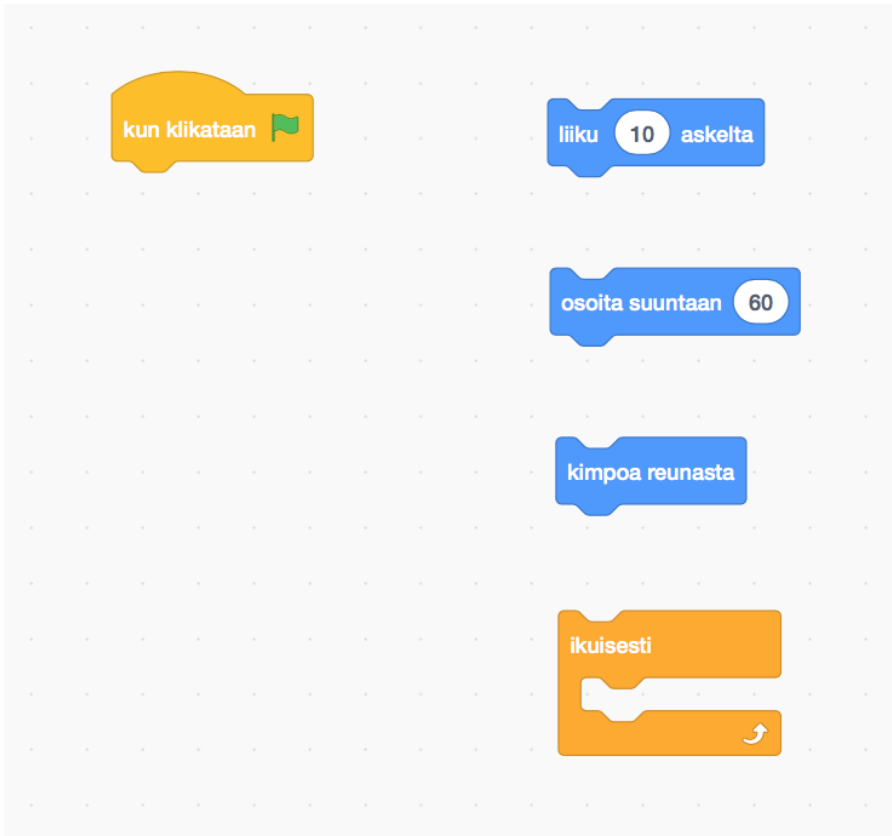 kun klikataan
liiku 10 askelta
osoita suuntaan 60
kimpoa reunasta
ikuisesti